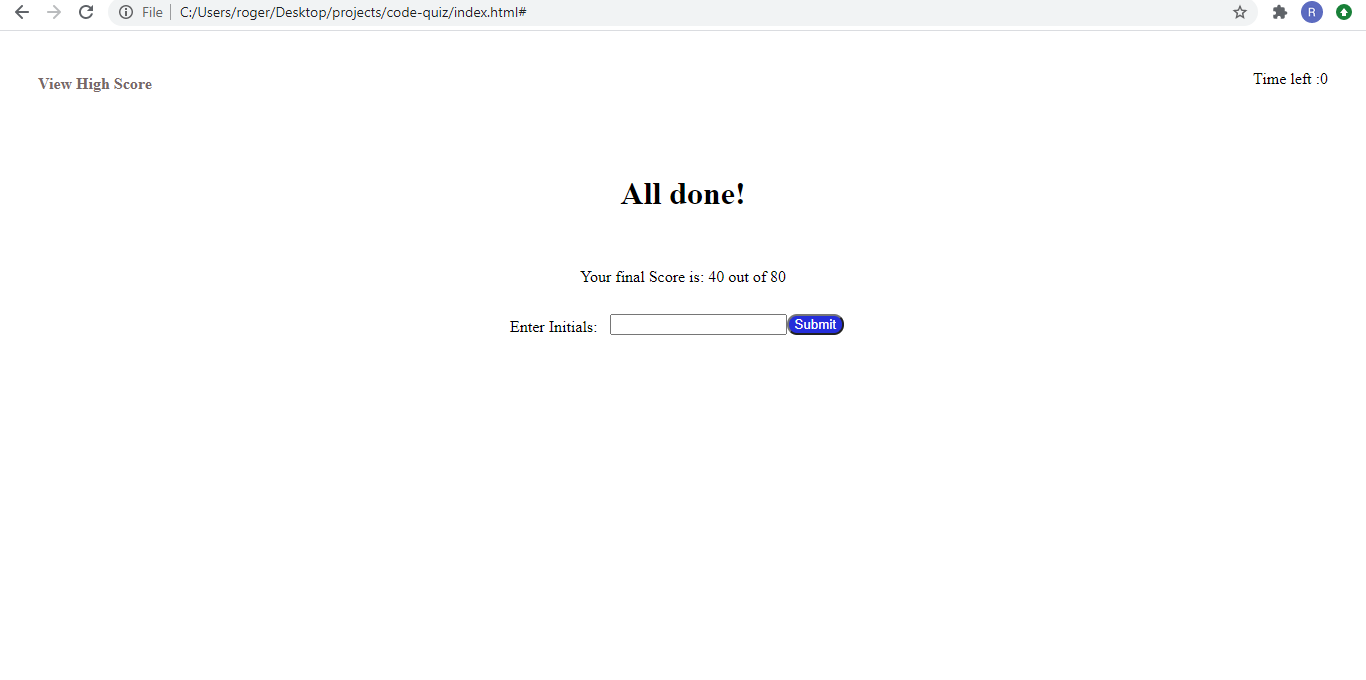 File C:/Users/roger/Desktop/projects/code-quiz/index.html# R
View High Score Time left :0
All done!
Your final Score is: 40 out of 80
Enter Initials: Submit